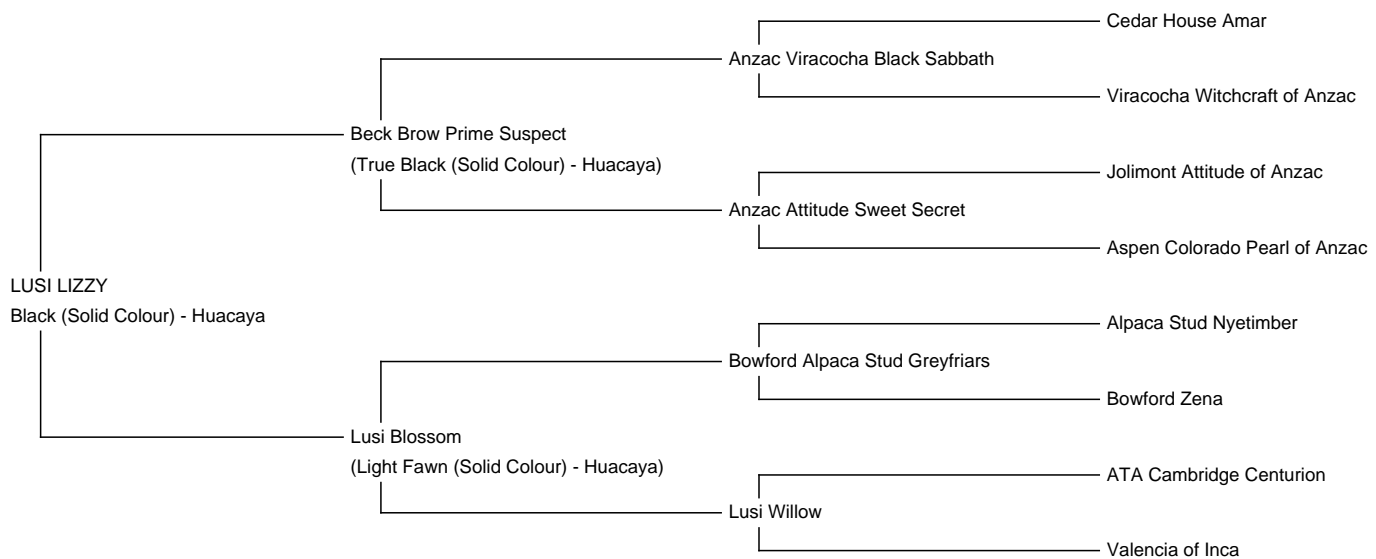 Cedar House Amar
Anzac Viracocha Black Sabbath
Viracocha Witchcraft of Anzac
Beck Brow Prime Suspect
(True Black (Solid Colour) - Huacaya)
Jolimont Attitude of Anzac
Anzac Attitude Sweet Secret
Aspen Colorado Pearl of Anzac
LUSI LIZZY
Black (Solid Colour) - Huacaya
Alpaca Stud Nyetimber
Bowford Alpaca Stud Greyfriars
Bowford Zena
Lusi Blossom
(Light Fawn (Solid Colour) - Huacaya)
ATA Cambridge Centurion
Lusi Willow
Valencia of Inca